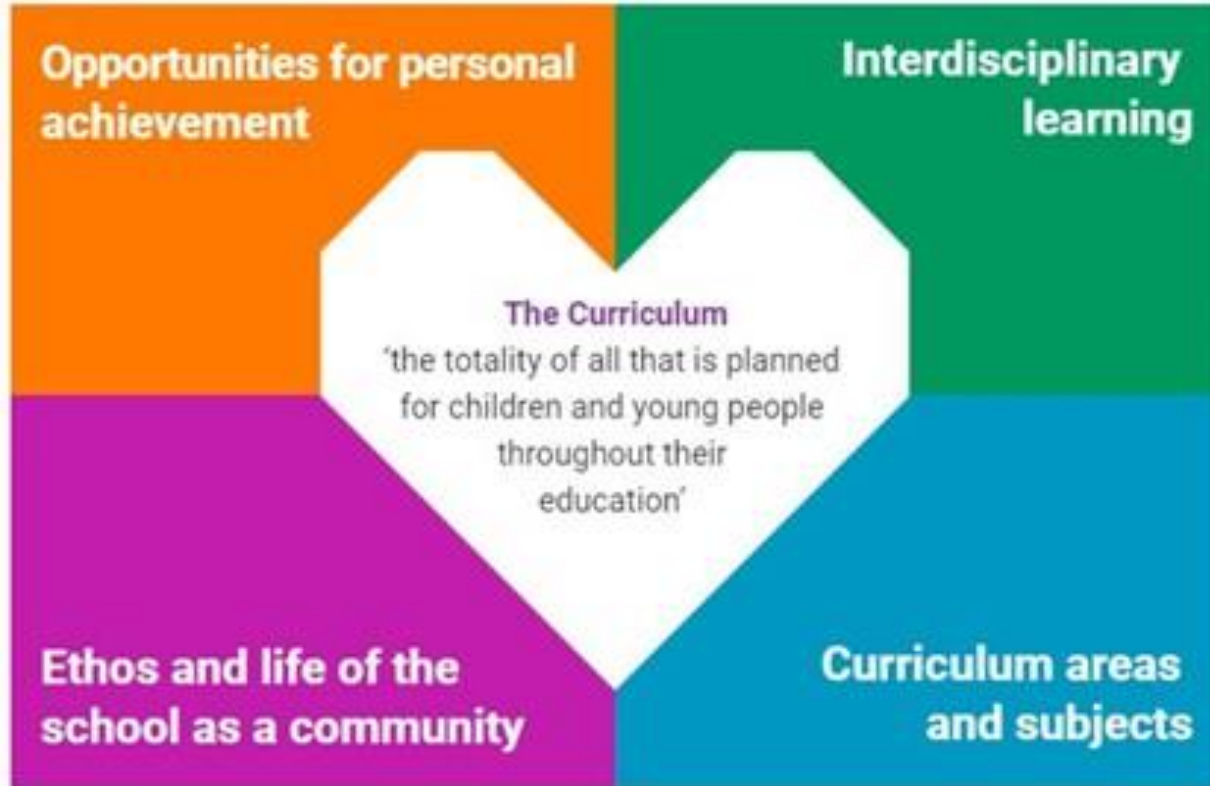 Opportunities for personal
achievement
Interdisciplinary
learning
The Curriculum
‘the totality of all that is planned
for children and young people
throughout their
education’
Ethos and life of the
school as a community
Curriculum areas
and subjects